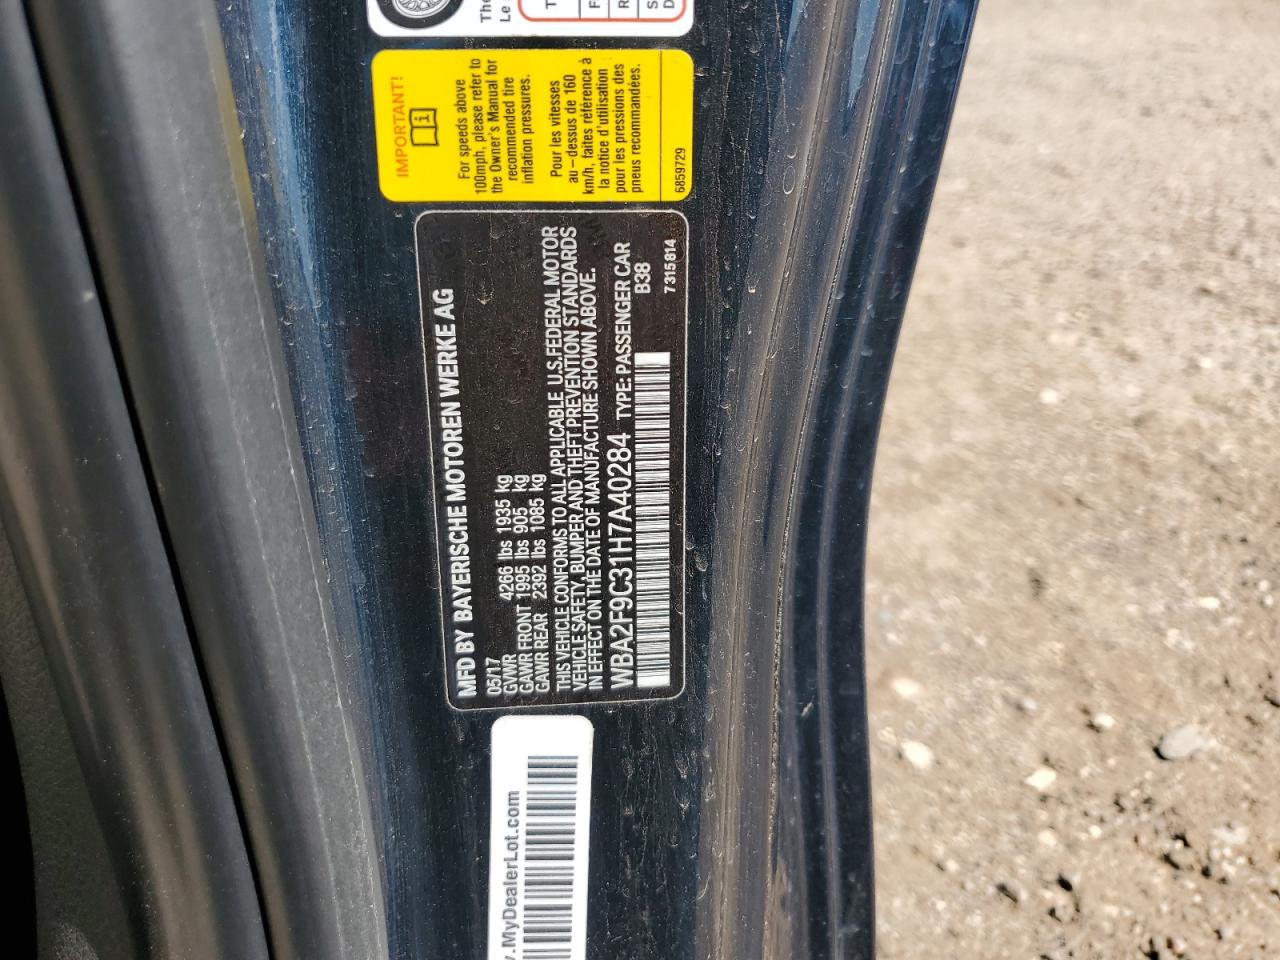 The
Le
T
F
R
S
D
IMPORTANT!
For speeds above
100mph, please refer to
the Owner's Manual for
recommended tire
inflation pressures.
Pour les vitesses
au-dessus de 160
km/h, faites référence à
la notice d'utilisation
pour les pressions des
pneus recommandées.
6859729
MFD BY BAYERISCHE MOTOREN WERKE AG
05/17
GVWR 4266 lbs 1935 kg
GAWR FRONT 1995 lbs 905 kg
GAWR REAR 2392 lbs 1085 kg
THIS VEHICLE CONFORMS TO ALL APPLICABLE U.S.FEDERAL MOTOR
VEHICLE SAFETY, BUMPER AND THEFT PREVENTION STANDARDS
IN EFFECT ON THE DATE OF MANUFACTURE SHOWN ABOVE.
WBA2F9C31H7A40284 TYPE: PASSENGER CAR
B38
7315814
.MyDealerLot.com